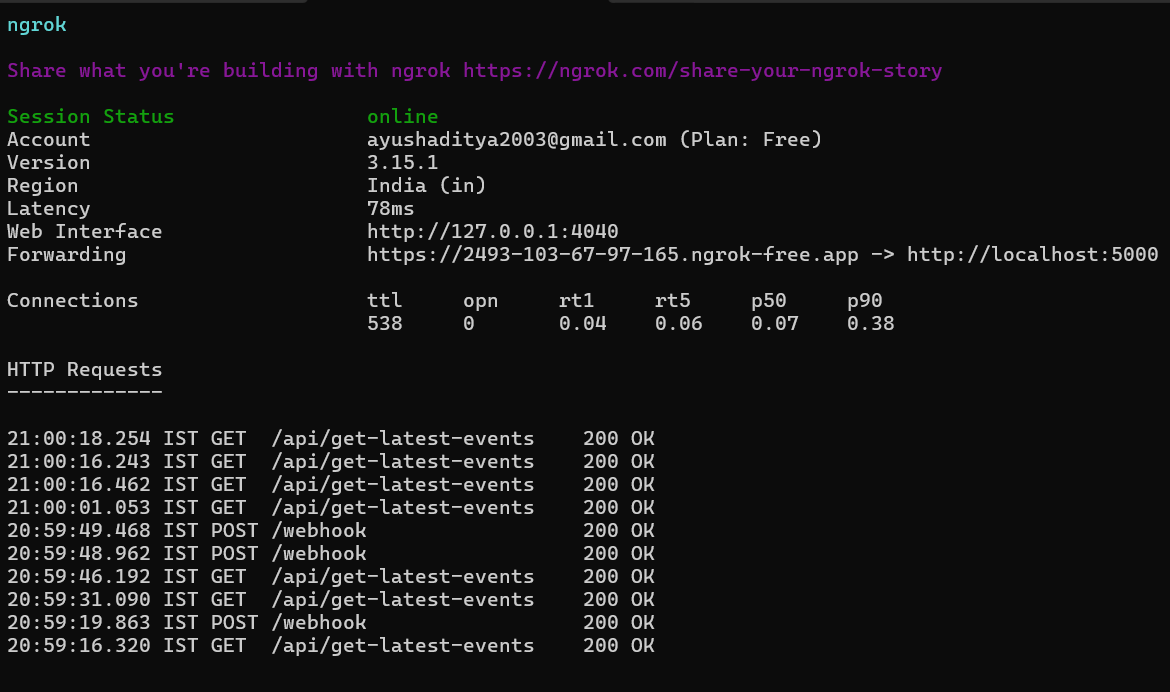 ngrok
Share what you're building with ngrok https://ngrok.com/share-your-ngrok-story
Session Status online
Account ayushaditya2003@gmail.com (Plan: Free)
Version 3.15.1
Region India (in)
Latency 78ms
Web Interface http://127.0.0.1:4040
Forwarding https://2493-103-67-97-165.ngrok-free.app -> http://localhost:5000
Connections ttl opn rt1 rt5 p50 p90
538 0 0.04 0.06 0.07 0.38
HTTP Requests
-------------
21:00:18.254 IST GET /api/get-latest-events 200 OK
21:00:16.243 IST GET /api/get-latest-events 200 OK
21:00:16.462 IST GET /api/get-latest-events 200 OK
21:00:01.053 IST GET /api/get-latest-events 200 OK
20:59:49.468 IST POST /webhook 200 OK
20:59:48.962 IST POST /webhook 200 OK
20:59:46.192 IST GET /api/get-latest-events 200 OK
20:59:31.090 IST GET /api/get-latest-events 200 OK
20:59:19.863 IST POST /webhook 200 OK
20:59:16.320 IST GET /api/get-latest-events 200 OK